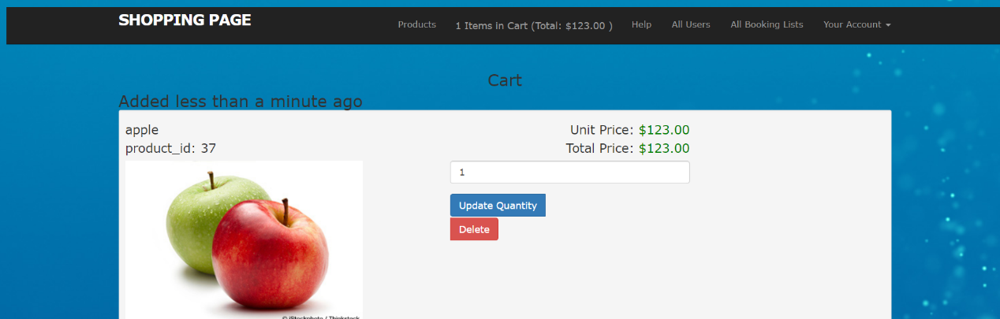 SHOPPING PAGE
Products
1 Items in Cart (Total: $123.00 )
Help
All Users
All Booking Lists
Your Account
Cart
Added less than a minute ago
apple
Unit Price: $123.00
product_id: 37
Total Price: $123.00
1
Update Quantity
Delete
© iStockphoto / Thinkstock